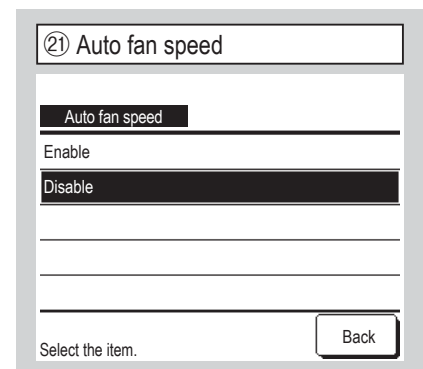 ㉑ Auto fan speed
Auto fan speed
Enable
Disable
Select the item.
Back